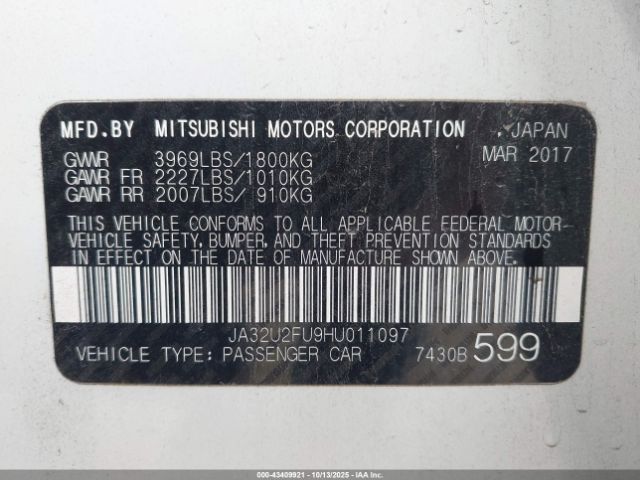 MFD.BY MITSUBISHI MOTORS CORPORATION , JAPAN
GVWR 3969LBS/1800KG MAR 2017
GAWR FR 2227LBS/1010KG
GAWR RR 2007LBS/ 910KG
THIS VEHICLE CONFORMS TO ALL APPLICABLE FEDERAL MOTOR-
VEHICLE SAFETY, BUMPER, AND THEFT PREVENTION STANDARDS
IN EFFECT ON THE DATE OF MANUFACTURE SHOWN ABOVE.
JA32U2FU9HU011097
VEHICLE TYPE: PASSENGER CAR 7430B 599
000-43409921 - 10/13/2025 - Copyright © IAA, LLC